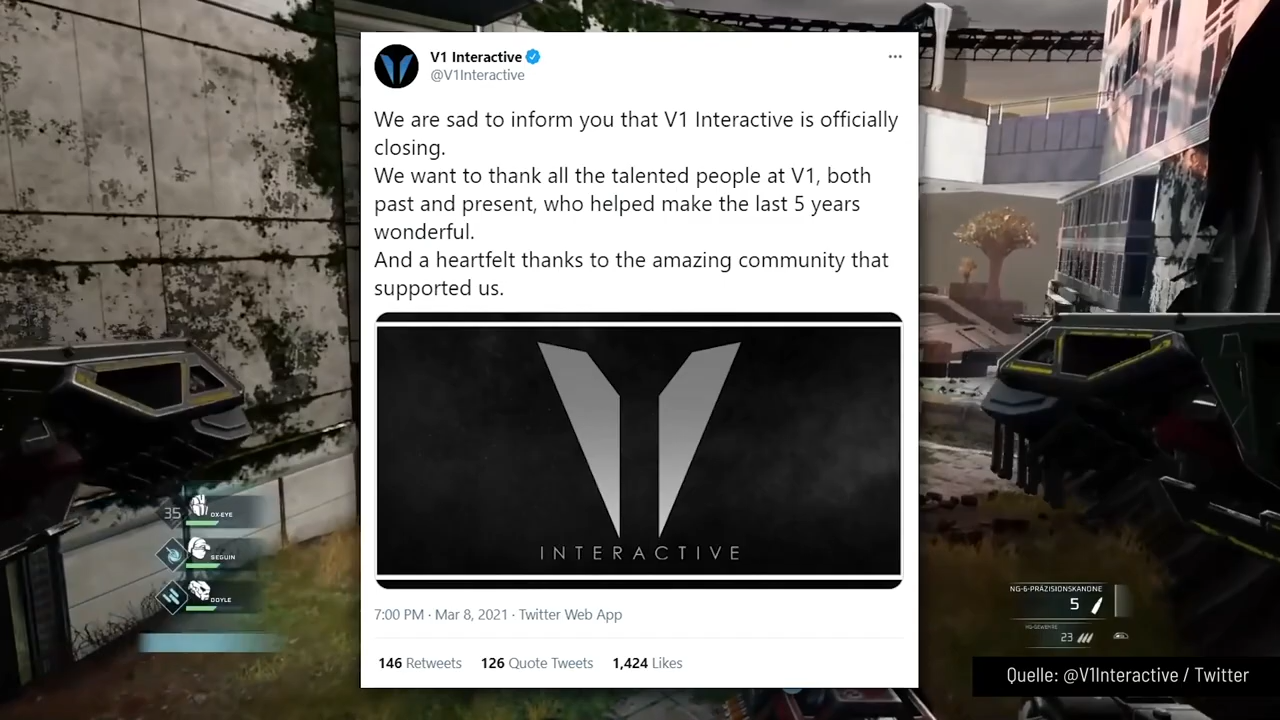 V1 Interactive
@V1Interactive
We are sad to inform you that V1 Interactive is officially
closing.
We want to thank all the talented people at V1, both
past and present, who helped make the last 5 years
wonderful.
And a heartfelt thanks to the amazing community that
supported us.
INTERACTIVE
7:00 PM · Mar 8, 2021 · Twitter Web App
146 Retweets 126 Quote Tweets 1,424 Likes
35
OX-EYE
SEGUIN
DOYLE
NG-6-PRÄZISIONSKANONE
5
23
Quelle: @V1Interactive / Twitter